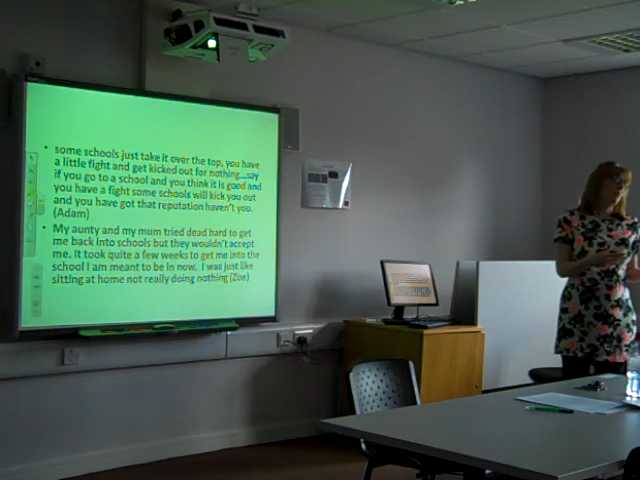 • some schools just take it over the top, you have
a little fight and get kicked out for nothing...say
if you go to a school and you think it is good and
you have a fight some schools will kick you out
and you have got that reputation haven't you.
(Adam)
• My aunty and my mum tried dead hard to get
me back into schools but they wouldn't accept
me. It took quite a few weeks to get me into the
school I am meant to be in now. I was just like
sitting at home not really doing nothing (Zoe)